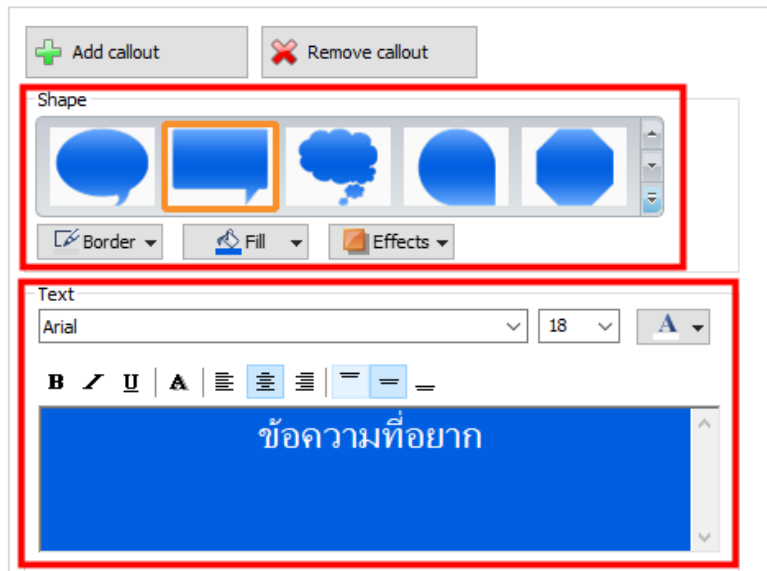 Add callout Remove callout
Shape
Border Fill Effects
Text
Arial 18 A
B I U A
ข้อความที่อยาก